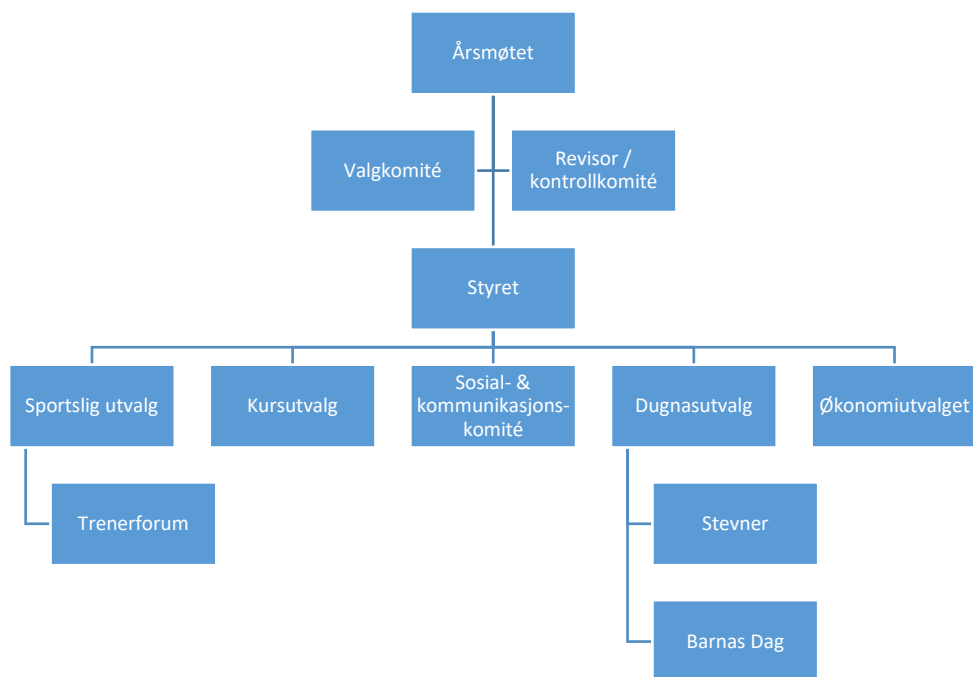 Årsmøtet
Valgkomité
Revisor /
kontrollkomité
Styret
Sportslig utvalg
Kursutvalg
Sosial- &
kommunikasjons-
komité
Dugnasutvalg
Økonomiutvalget
Trenerforum
Stevner
Barnas Dag